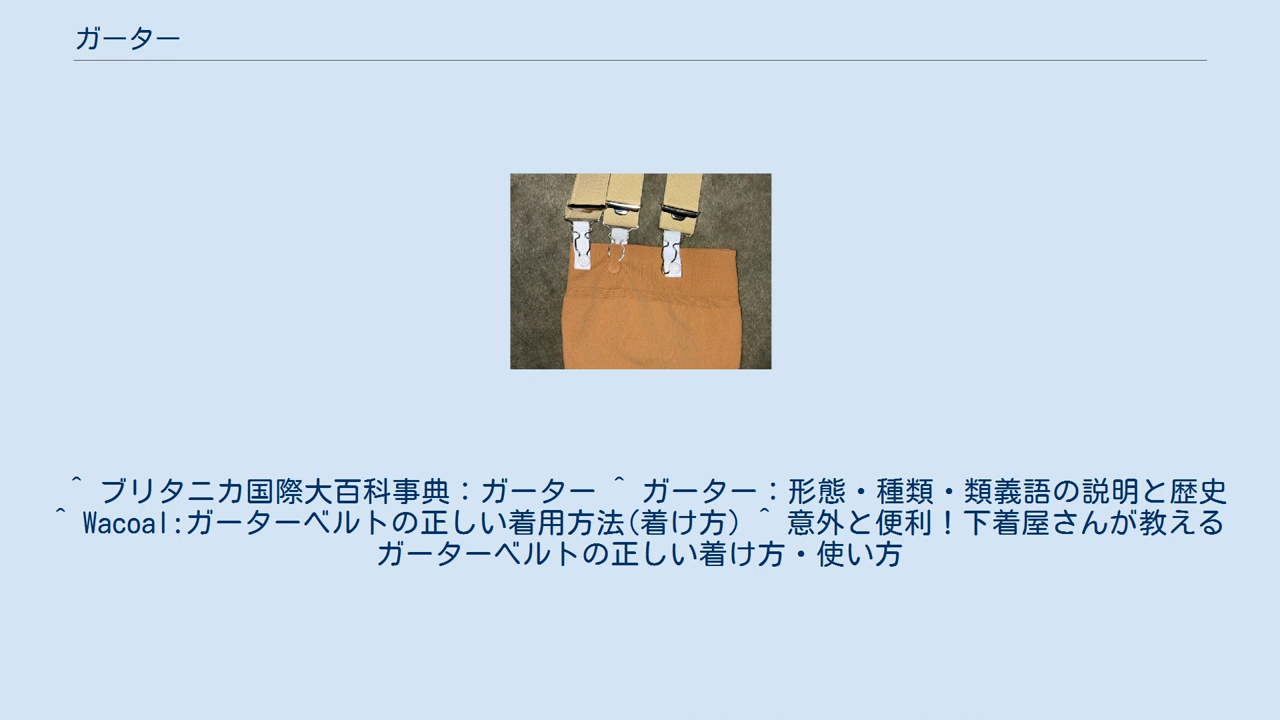 ガーター
^ ブリタニカ国際大百科事典：ガーター ^ ガーター：形態・種類・類義語の説明と歴史
^ Wacoal:ガーターベルトの正しい着用方法(着け方) ^ 意外と便利！下着屋さんが教える
ガーターベルトの正しい着け方・使い方